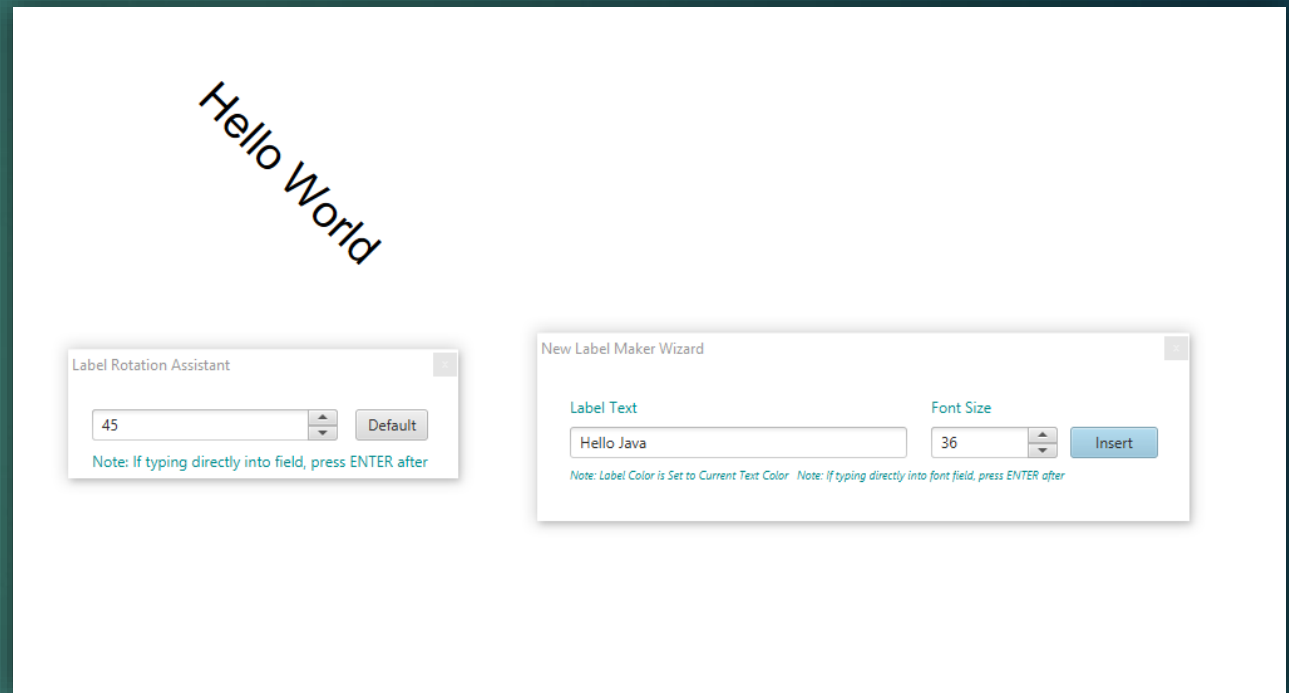 Hello World
Label Rotation Assistant
x
45
Default
Note: If typing directly into field, press ENTER after
New Label Maker Wizard
x
Label Text
Font Size
Hello Java
36
Insert
Note: Label Color is Set to Current Text Color Note: If typing directly into font field, press ENTER after